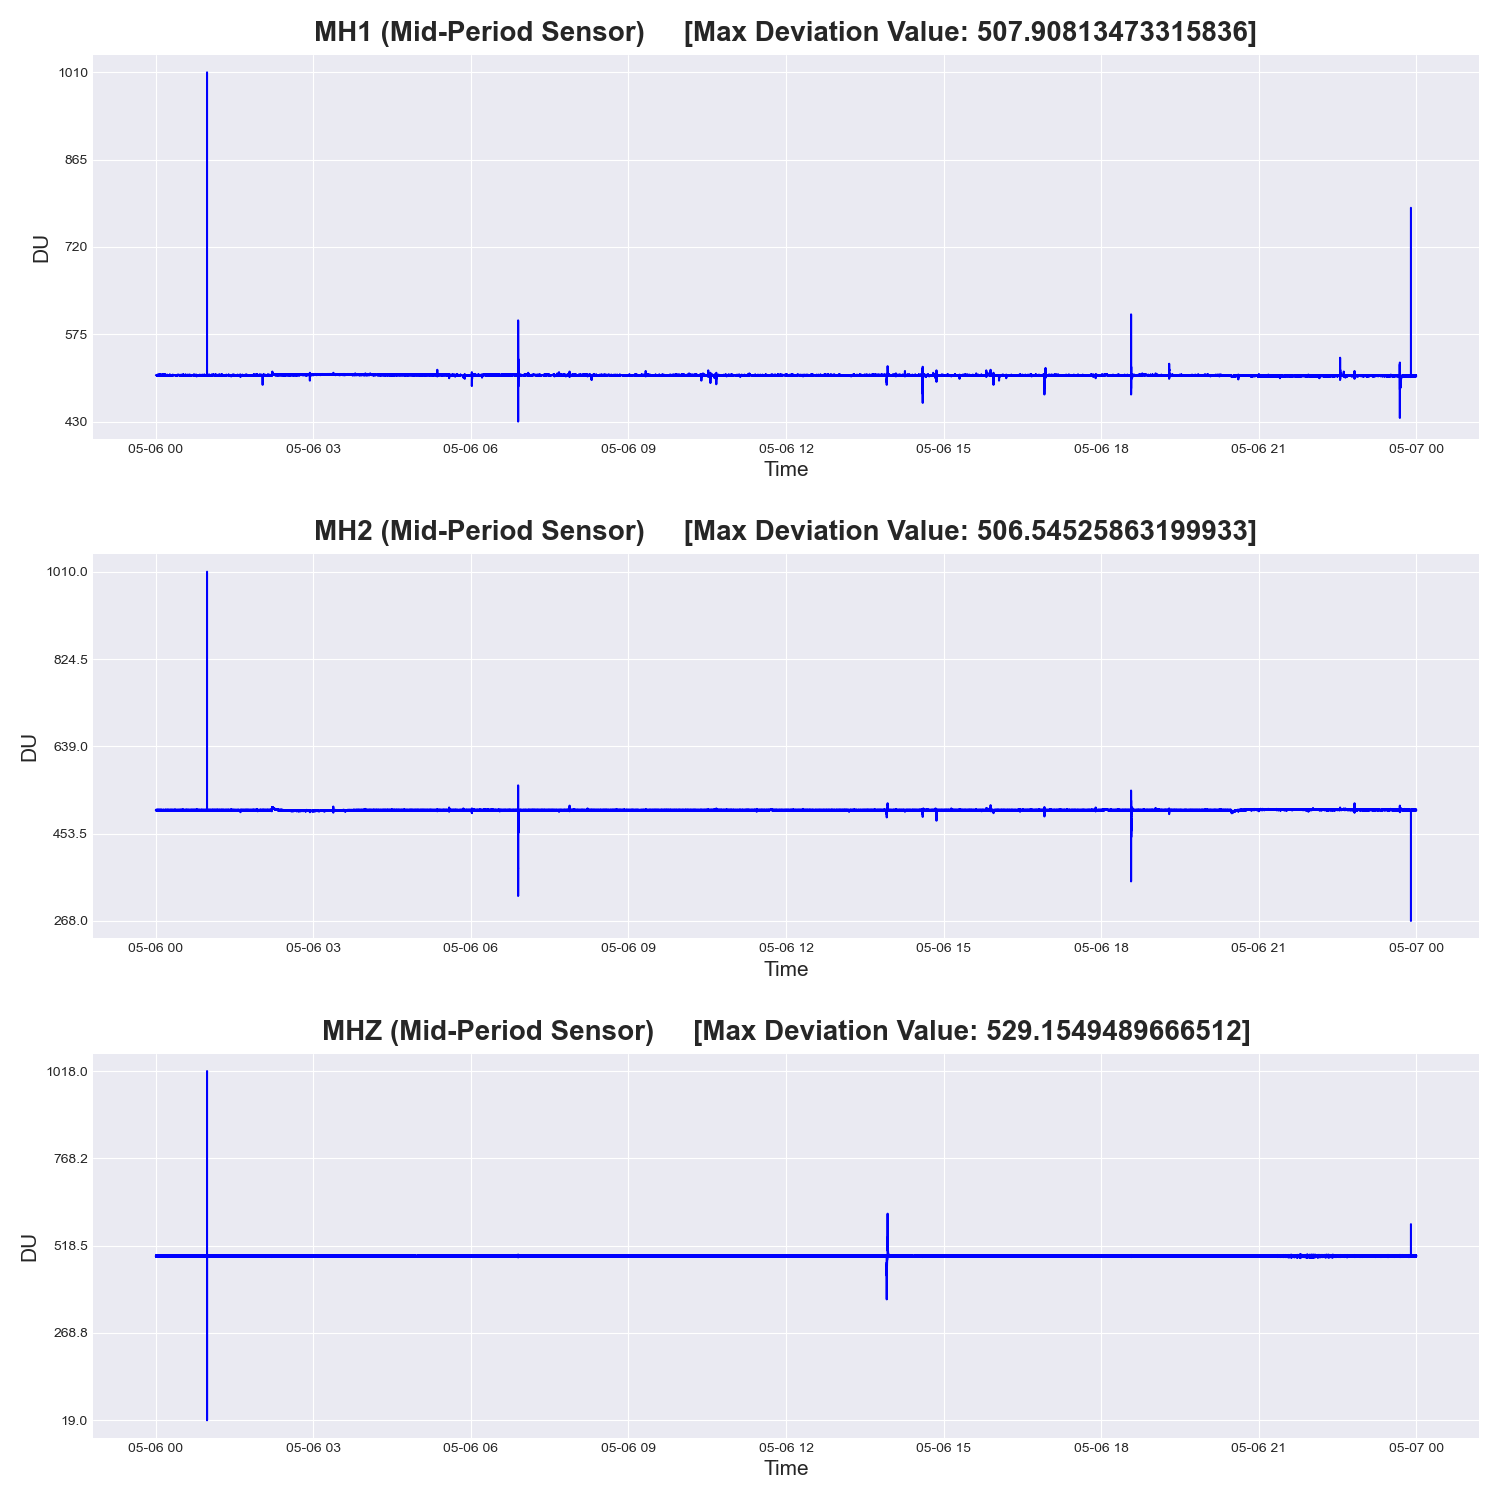 MH1 (Mid-Period Sensor) [Max Deviation Value: 507.90813473315836]
1010
865
720
575
430
DU
05-06 00 05-06 03 05-06 06 05-06 09 05-06 12 05-06 15 05-06 18 05-06 21 05-07 00
Time
MH2 (Mid-Period Sensor) [Max Deviation Value: 506.54525863199933]
1010.0
824.5
639.0
453.5
268.0
DU
05-06 00 05-06 03 05-06 06 05-06 09 05-06 12 05-06 15 05-06 18 05-06 21 05-07 00
Time
MHZ (Mid-Period Sensor) [Max Deviation Value: 529.1549489666512]
1018.0
768.2
518.5
268.8
19.0
DU
05-06 00 05-06 03 05-06 06 05-06 09 05-06 12 05-06 15 05-06 18 05-06 21 05-07 00
Time